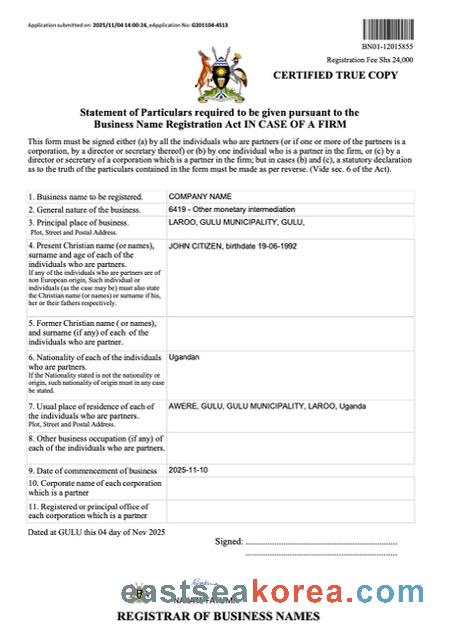 Application submitted on: 2025/11/04 14:00:24, eApplication No: G201104-4513
BN01-12015855
Registration Fee Shs 24,000
CERTIFIED TRUE COPY
Statement of Particulars required to be given pursuant to the
Business Name Registration Act IN CASE OF A FIRM
This form must be signed either (a) by all the individuals who are partners (or if one or more of the partners is a
corporation, by a director or secretary thereof) or (b) by one individual who is a partner in the firm, or (c) by a
director or secretary of a corporation which is a partner in the firm; but in cases (b) and (c), a statutory declaration
as to the truth of the particulars contained in the form must be made as per reverse. (Vide sec. 6 of the Act).
1. Business name to be registered. COMPANY NAME
2. General nature of the business. 6419 - Other monetary intermediation
3. Principal place of business. LAROO, GULU MUNICIPALITY, GULU,
Plot, Street and Postal Address.
4. Present Christian name (or names), JOHN CITIZEN, birthdate 19-06-1992
surname and age of each of the
individuals who are partners.
If any of the individuals who are partners are of
non European origin, Such individual or
individuals (as the case may be) must also state
the Christian name (or names) or surname if his,
her or their fathers respectively.
5. Former Christian name ( or names),
and surname (if any) of each of the
individuals who are partner.
6. Nationality of each of the individuals Ugandan
who are partners.
If the Nationality stated is not the nationality or
origin, such nationality of origin must in any case
be stated.
7. Usual place of residence of each of AWERE, GULU, GULU MUNICIPALITY, LAROO, Uganda
the individuals who are partners.
Plot, Street and Postal Address.
8. Other business occupation (if any) of
each of the individuals who are partners.
9. Date of commencement of business 2025-11-10
10. Corporate name of each corporation
which is a partner
11. Registered or principal office of
each corporation which is a partner
Dated at GULU this 04 day of Nov 2025
Signed: ........................................................
........................................................
eastseakorea.com
REGISTRAR OF BUSINESS NAMES